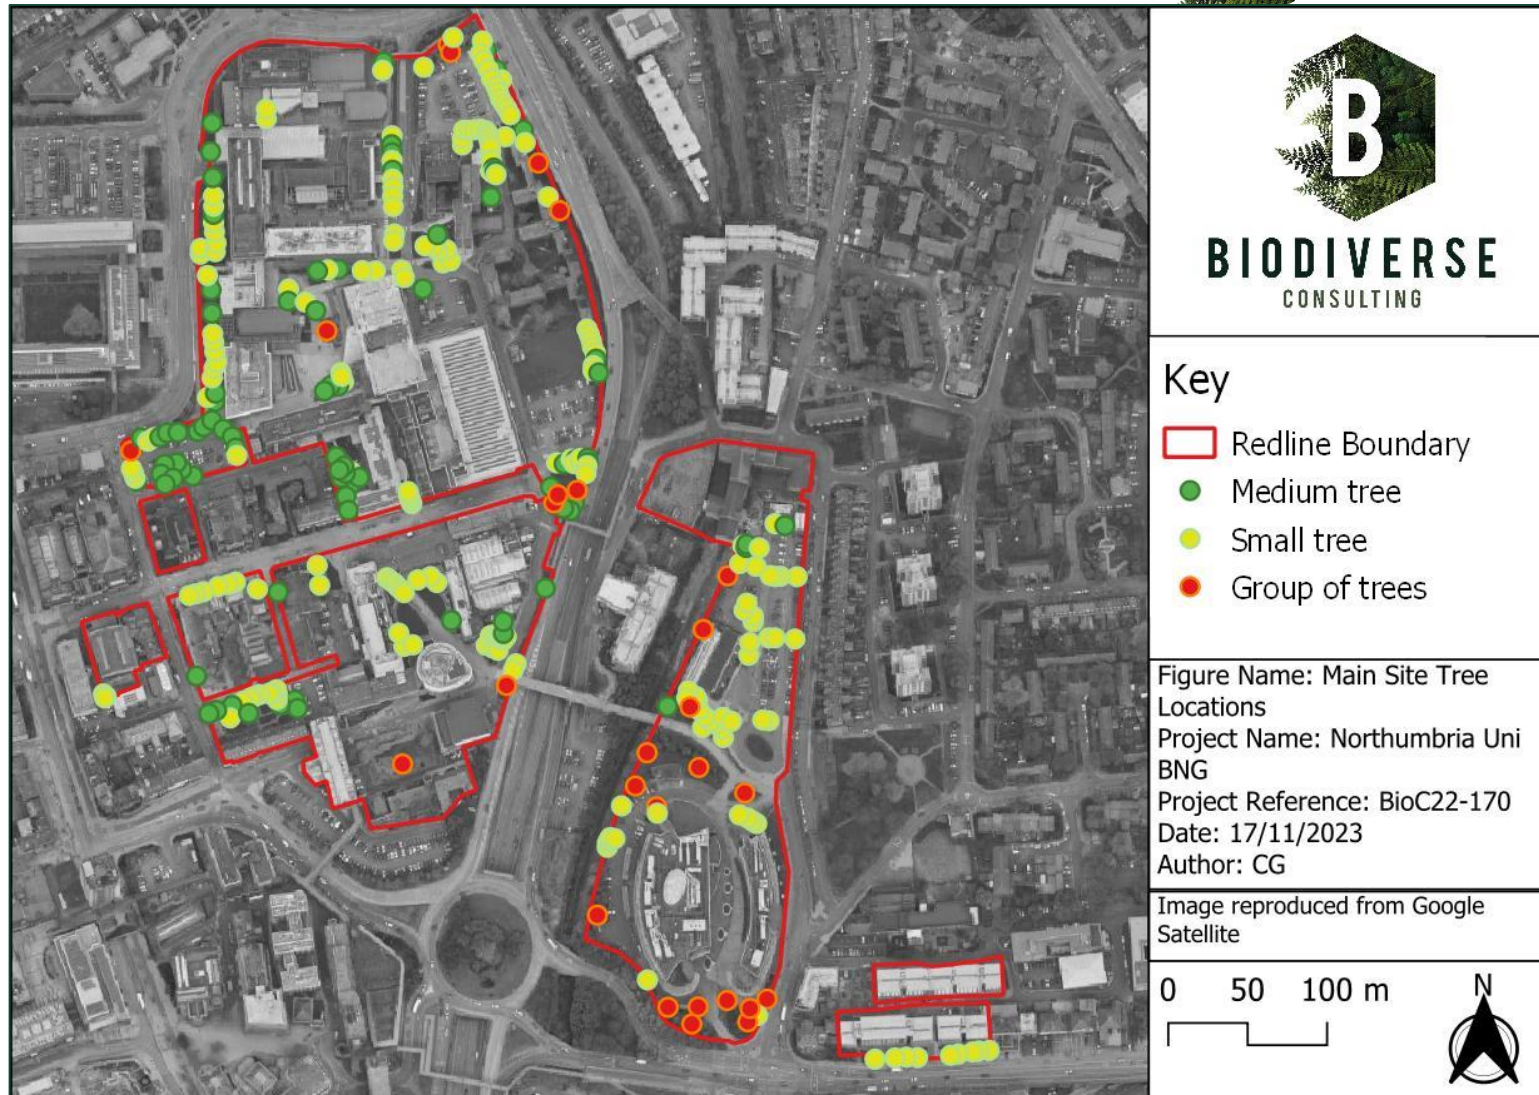 B
BIODIVERSE
CONSULTING
Key
Redline Boundary
Medium tree
Small tree
Group of trees
Figure Name: Main Site Tree
Locations
Project Name: Northumbria Uni
BNG
Project Reference: BioC22-170
Date: 17/11/2023
Author: CG
Image reproduced from Google
Satellite
0 50 100 m
N